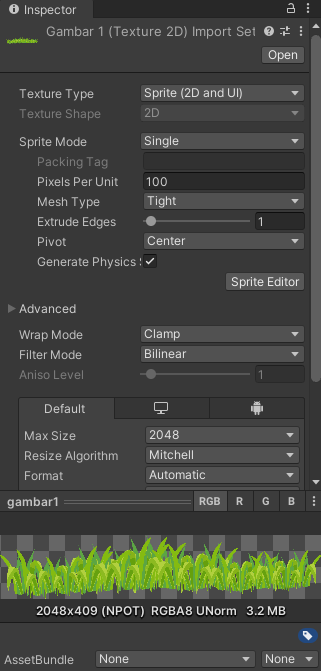 Inspector
Gambar 1 (Texture 2D) Import Set
Open
Texture Type Sprite (2D and UI)
Texture Shape 2D
Sprite Mode Single
Packing Tag
Pixels Per Unit 100
Mesh Type Tight
Extrude Edges 1
Pivot Center
Generate Physics S
Sprite Editor
Advanced
Wrap Mode Clamp
Filter Mode Bilinear
Aniso Level 1
Default
Max Size 2048
Resize Algorithm Mitchell
Format Automatic
gambar1 RGB R G B
2048x409 (NPOT) RGBA8 UNorm 3.2 MB
AssetBundle None None